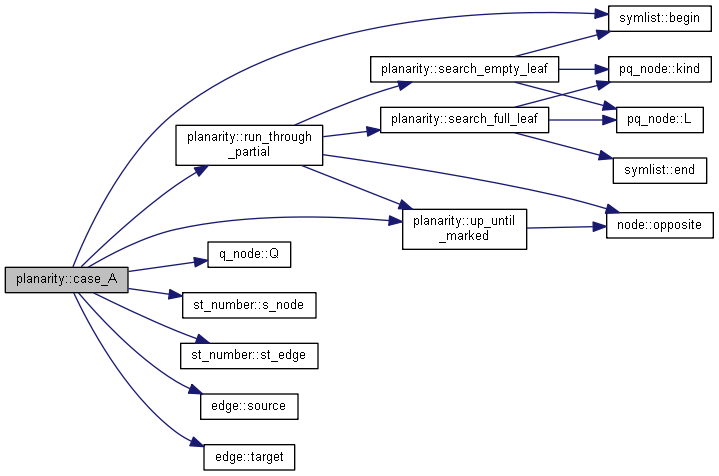 symlist::begin
planarity::search_empty_leaf
pq_node::kind
planarity::search_full_leaf
pq_node::L
planarity::run_through
_partial
symlist::end
planarity::up_until
_marked
node::opposite
q_node::Q
planarity::case_A
st_number::s_node
st_number::st_edge
edge::source
edge::target